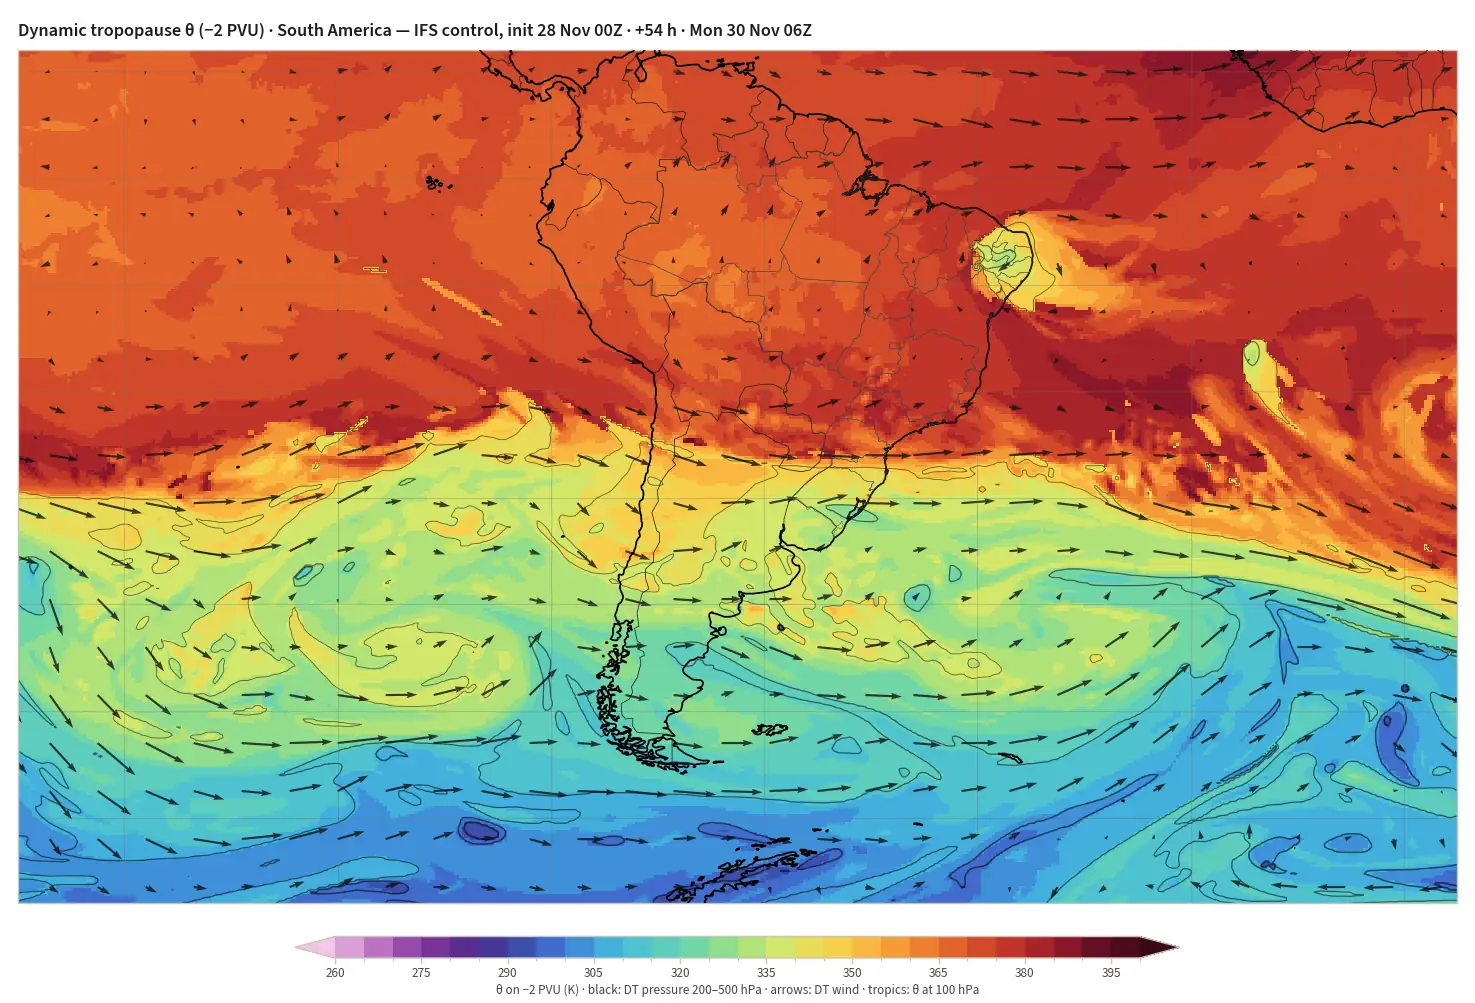 Dynamic tropopause θ (−2 PVU) · South America — IFS control, init 28 Nov 00Z · +54 h · Mon 30 Nov 06Z
260 275 290 305 320 335 350 365 380 395
θ on −2 PVU (K) · black: DT pressure 200–500 hPa · arrows: DT wind · tropics: θ at 100 hPa